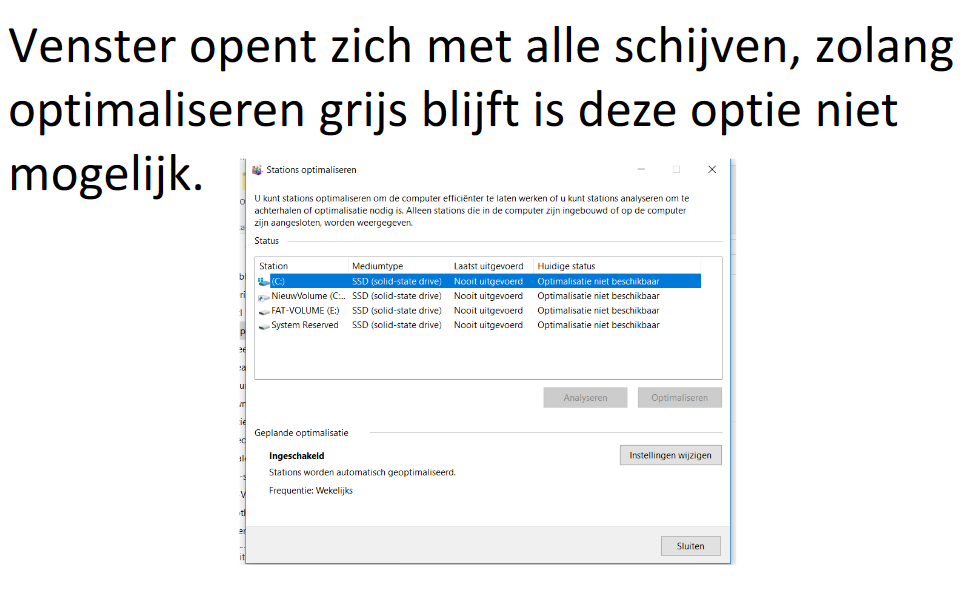 Venster opent zich met alle schijven, zolang
optimaliseren grijs blijft is deze optie niet
mogelijk.
Stations optimaliseren
U kunt stations optimaliseren om de computer efficiënter te laten werken of u kunt stations analyseren om te
achterhalen of optimalisatie nodig is. Alleen stations die in de computer zijn ingebouwd of op de computer
zijn aangesloten, worden weergegeven.
Status
Station Mediumtype Laatst uitgevoerd Huidige status
(C:) SSD (solid-state drive) Nooit uitgevoerd Optimalisatie niet beschikbaar
NieuwVolume (C:... SSD (solid-state drive) Nooit uitgevoerd Optimalisatie niet beschikbaar
FAT-VOLUME (E:) SSD (solid-state drive) Nooit uitgevoerd Optimalisatie niet beschikbaar
System Reserved SSD (solid-state drive) Nooit uitgevoerd Optimalisatie niet beschikbaar
Analyseren Optimaliseren
Geplande optimalisatie
Ingeschakeld Instellingen wijzigen
Stations worden automatisch geoptimaliseerd.
Frequentie: Wekelijks
Sluiten